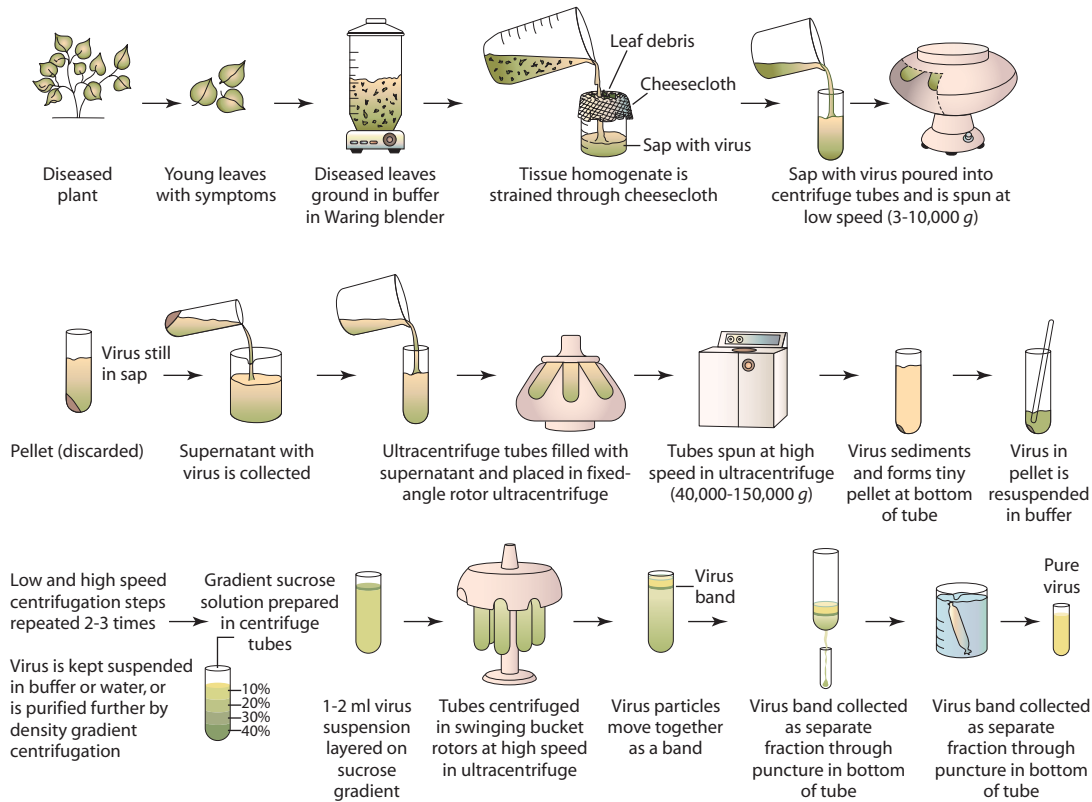 Leaf debris
Cheesecloth
Sap with virus
Diseased
plant
Young leaves
with symptoms
Diseased leaves
ground in buffer
in Waring blender
Tissue homogenate is
strained through cheesecloth
Sap with virus poured into
centrifuge tubes and is spun at
low speed (3-10,000 g)
Virus still
in sap
Pellet (discarded)
Supernatant with
virus is collected
Ultracentrifuge tubes filled with
supernatant and placed in fixed-
angle rotor ultracentrifuge
Tubes spun at high
speed in ultracentrifuge
(40,000-150,000 g)
Virus sediments
and forms tiny
pellet at bottom
of tube
Virus in
pellet is
resuspended
in buffer
Low and high speed
centrifugation steps
repeated 2-3 times
Virus is kept suspended
in buffer or water, or
is purified further by
density gradient
centrifugation
Gradient sucrose
solution prepared
in centrifuge
tubes
10%
20%
30%
40%
1-2 ml virus
suspension
layered on
sucrose
gradient
Tubes centrifuged
in swinging bucket
rotors at high speed
in ultracentrifuge
Virus
band
Virus particles
move together
as a band
Virus band collected
as separate
fraction through
puncture in bottom
of tube
Pure
virus
Virus band collected
as separate
fraction through
puncture in bottom
of tube